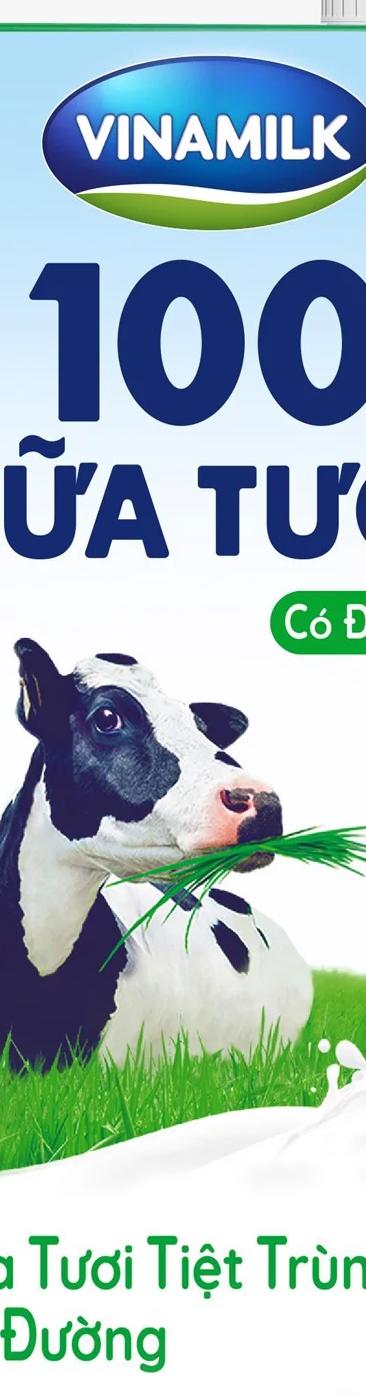 VINAMILK
100
ỮA TƯƠ
Có Đ
a Tươi Tiệt Trùn
Đường